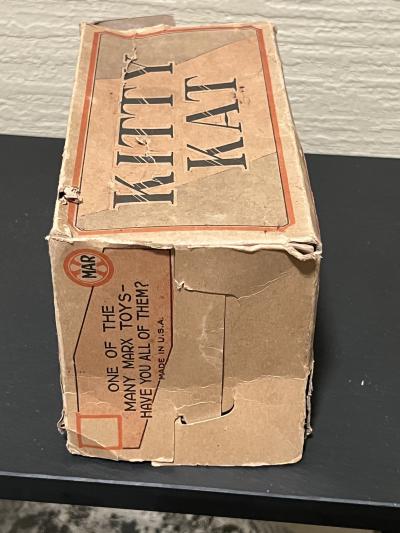 KITTY
KAT
MAR
ONE OF THE
MANY MARX TOYS-
HAVE YOU ALL OF THEM?
MADE IN U.S.A.